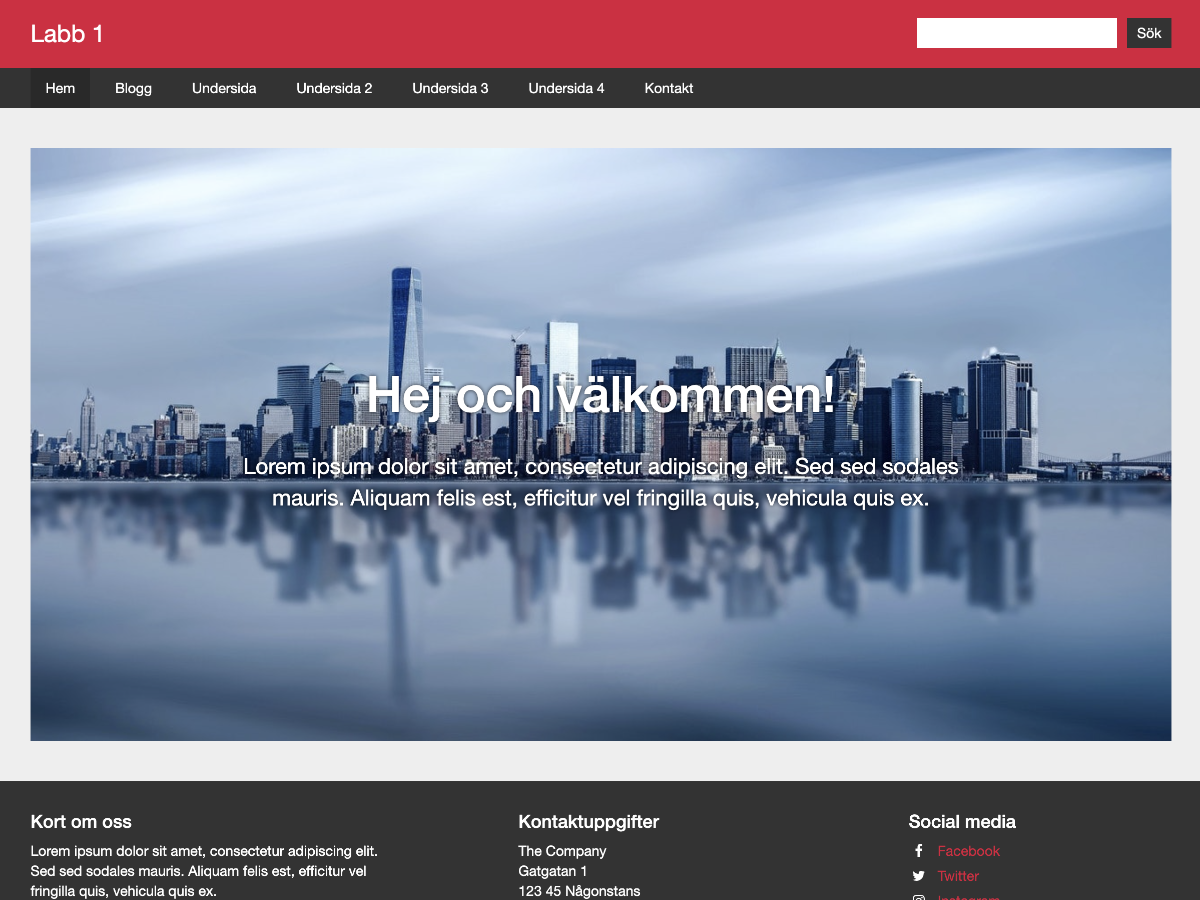 Labb 1
Sök
Hem Blogg Undersida Undersida 2 Undersida 3 Undersida 4 Kontakt
Hej och välkommen!
Lorem ipsum dolor sit amet, consectetur adipiscing elit. Sed sed sodales
mauris. Aliquam felis est, efficitur vel fringilla quis, vehicula quis ex.
Kort om oss
Lorem ipsum dolor sit amet, consectetur adipiscing elit.
Sed sed sodales mauris. Aliquam felis est, efficitur vel
fringilla quis, vehicula quis ex.
Kontaktuppgifter
The Company
Gatgatan 1
123 45 Någonstans
Social media
Facebook
Twitter
Instagram